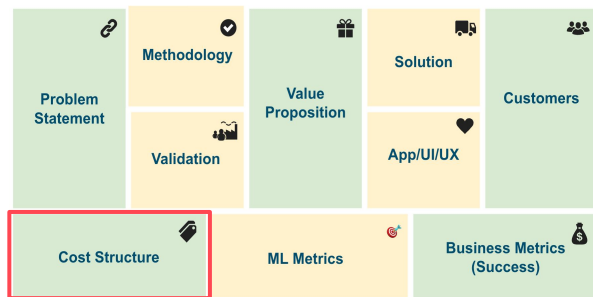 Problem
Statement
Methodology
Validation
Value
Proposition
Solution
App/UI/UX
Customers
Cost Structure
ML Metrics
Business Metrics
(Success)
$